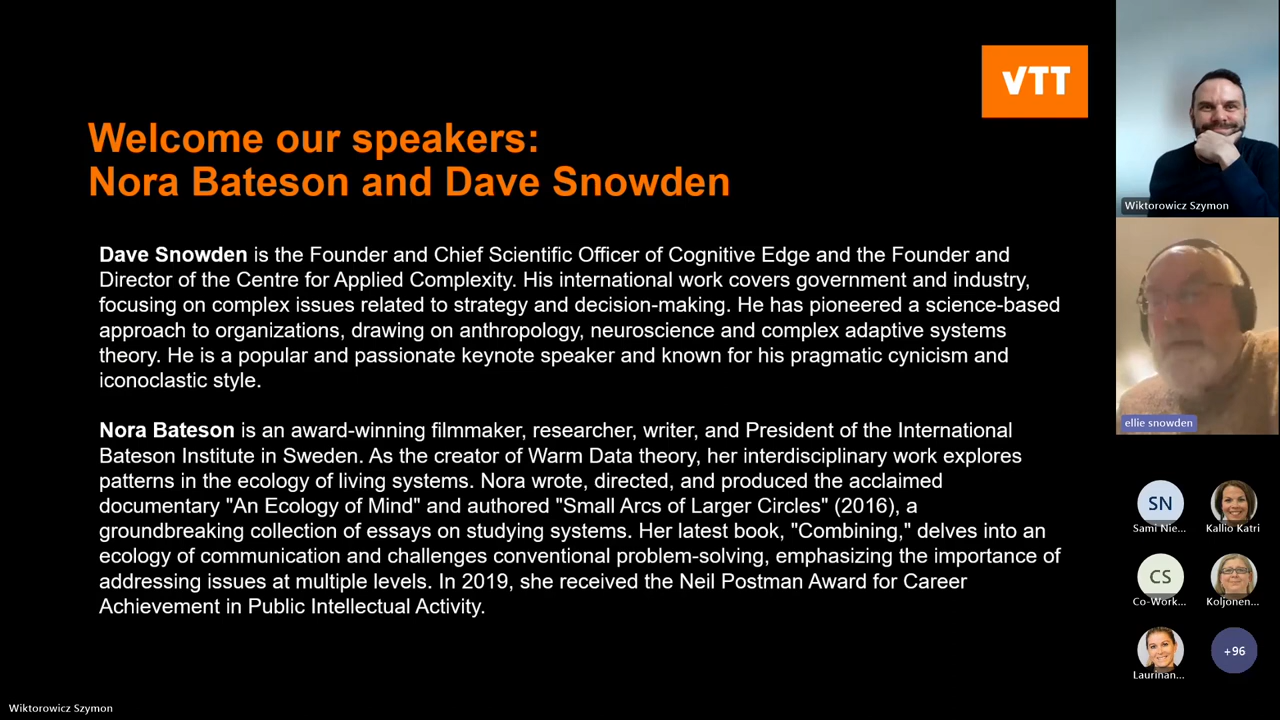 VTT
Welcome our speakers:
Nora Bateson and Dave Snowden
Dave Snowden is the Founder and Chief Scientific Officer of Cognitive Edge and the Founder and
Director of the Centre for Applied Complexity. His international work covers government and industry,
focusing on complex issues related to strategy and decision-making. He has pioneered a science-based
approach to organizations, drawing on anthropology, neuroscience and complex adaptive systems
theory. He is a popular and passionate keynote speaker and known for his pragmatic cynicism and
iconoclastic style.
Nora Bateson is an award-winning filmmaker, researcher, writer, and President of the International
Bateson Institute in Sweden. As the creator of Warm Data theory, her interdisciplinary work explores
patterns in the ecology of living systems. Nora wrote, directed, and produced the acclaimed
documentary "An Ecology of Mind" and authored "Small Arcs of Larger Circles" (2016), a
groundbreaking collection of essays on studying systems. Her latest book, "Combining," delves into an
ecology of communication and challenges conventional problem-solving, emphasizing the importance of
addressing issues at multiple levels. In 2019, she received the Neil Postman Award for Career
Achievement in Public Intellectual Activity.
Wiktorowicz Szymon
Wiktorowicz Szymon
ellie snowden
SN
Sami Nie...
Kallio Katri
CS
Co-Work...
Koljonen...
Laurinan...
+96